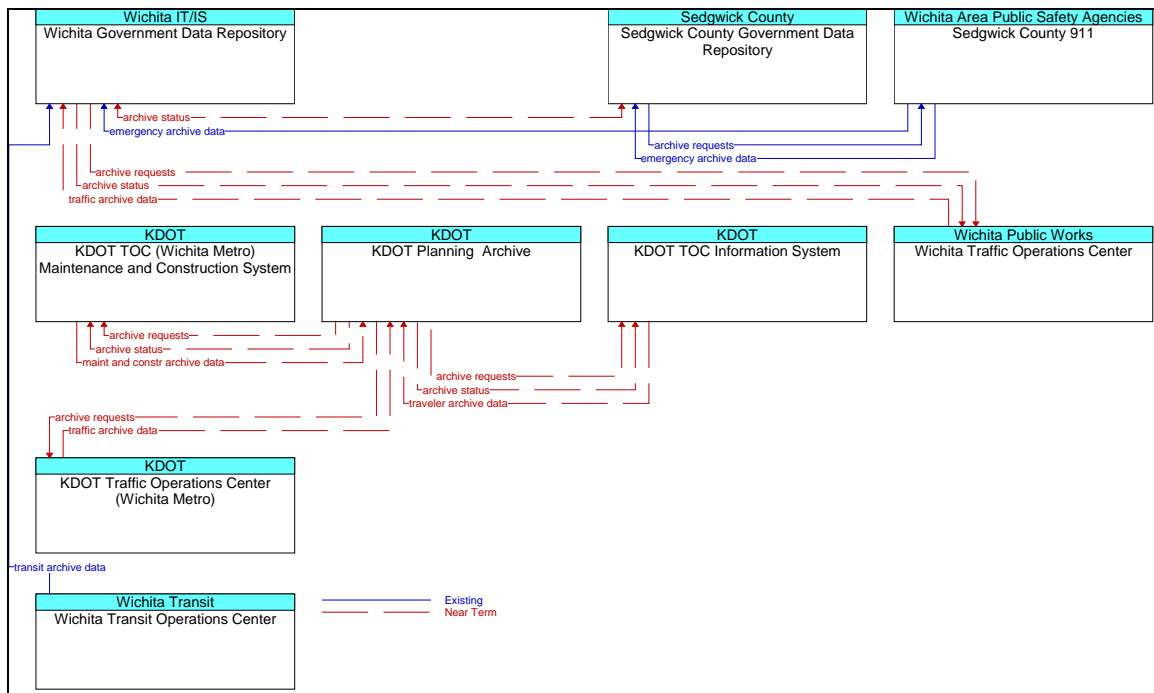 Wichita IT/IS
Wichita Government Data Repository
Sedgwick County
Sedgwick County Government Data
Repository
Wichita Area Public Safety Agencies
Sedgwick County 911
archive status
emergency archive data
archive requests
emergency archive data
archive requests
archive status
traffic archive data
KDOT
KDOT TOC (Wichita Metro)
Maintenance and Construction System
KDOT
KDOT Planning Archive
KDOT
KDOT TOC Information System
Wichita Public Works
Wichita Traffic Operations Center
archive requests
archive status
maint and constr archive data
archive requests
archive status
traveler archive data
archive requests
traffic archive data
KDOT
KDOT Traffic Operations Center
(Wichita Metro)
transit archive data
Wichita Transit
Wichita Transit Operations Center
Existing
Near Term